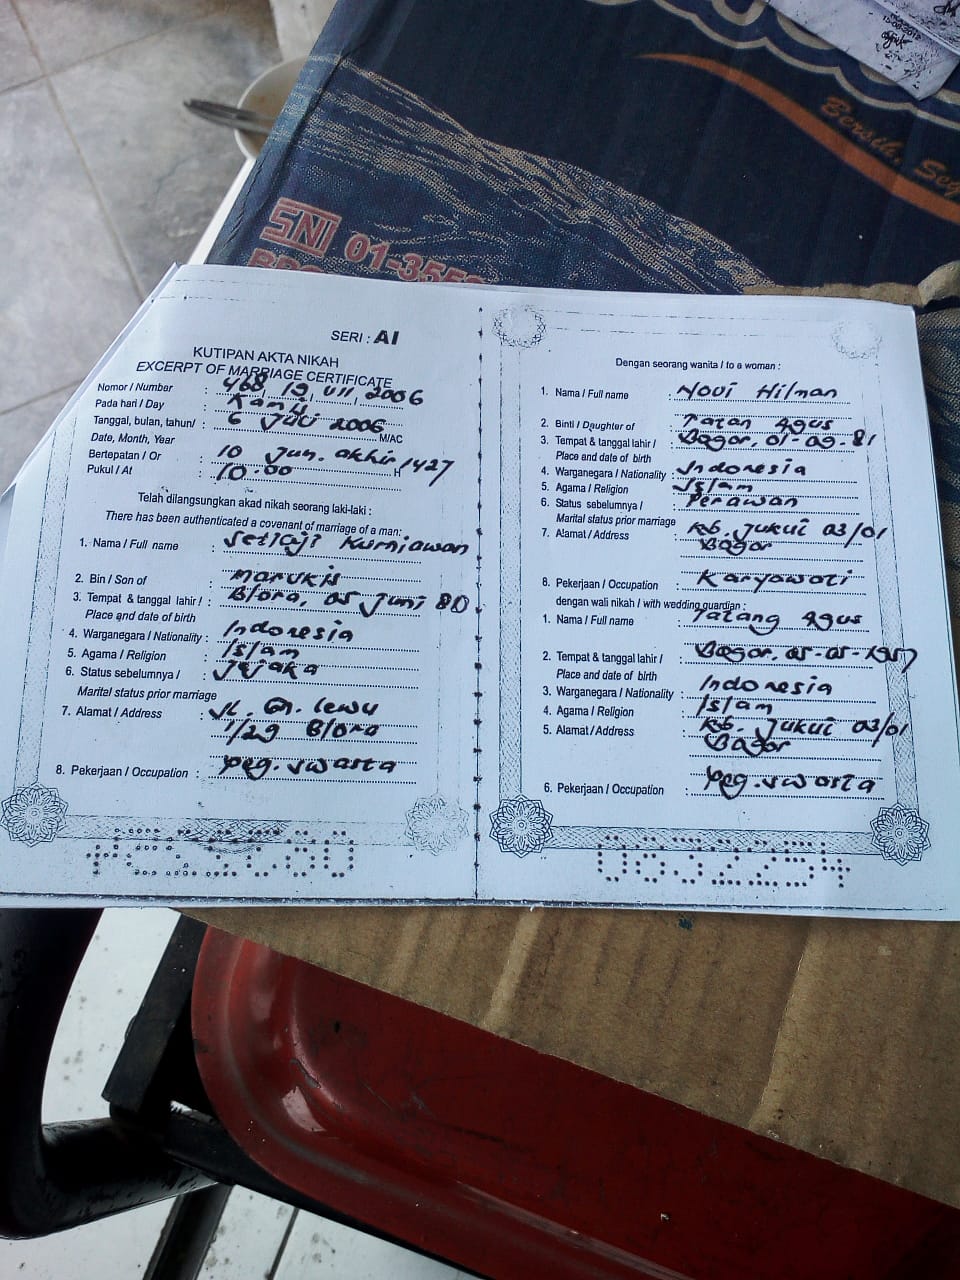 SNI 01-3553
Bersih, Seg
SERI : AI
KUTIPAN AKTA NIKAH
EXCERPT OF MARRIAGE CERTIFICATE
Nomor / Number : 468, 19, VII, 2006
Pada hari / Day : Kamis
Tanggal, bulan, tahun/ : 6 Juli 2006 M/AC
Date, Month, Year
Bertepatan / Or : 10 Jum. akhir 1427 H
Pukul / At : 10.00
Telah dilangsungkan akad nikah seorang laki-laki :
There has been authenticated a covenant of marriage of a man:
1. Nama / Full name : Setiaji Kurniawan
2. Bin / Son of : Marukis
3. Tempat & tanggal lahir / : Blora, 05 Juni 80
Place and date of birth
4. Warganegara / Nationality : Indonesia
5. Agama / Religion : Islam
6. Status sebelumnya / : Jejaka
Marital status prior marriage
7. Alamat / Address : Jl. Lewu
1/29 Blora
8. Pekerjaan / Occupation : peg. swasta
Dengan seorang wanita / to a woman :
1. Nama / Full name : Novi Hilman
2. Binti / Daughter of : Tatan Agus
3. Tempat & tanggal lahir / : Bogor, 01-09-81
Place and date of birth
4. Warganegara / Nationality : Indonesia
5. Agama / Religion : Islam
6. Status sebelumnya / : Perawan
Marital status prior marriage
7. Alamat / Address : Kb. Jukut 03/01
Bogor
8. Pekerjaan / Occupation : Karyawati
dengan wali nikah / with wedding guardian :
1. Nama / Full name : Tatang Agus
2. Tempat & tanggal lahir / : Bogor, 05-05-1957
Place and date of birth
3. Warganegara / Nationality : Indonesia
4. Agama / Religion : Islam
5. Alamat / Address : Kb. Jukut 03/01
Bogor
6. Pekerjaan / Occupation : peg. swasta